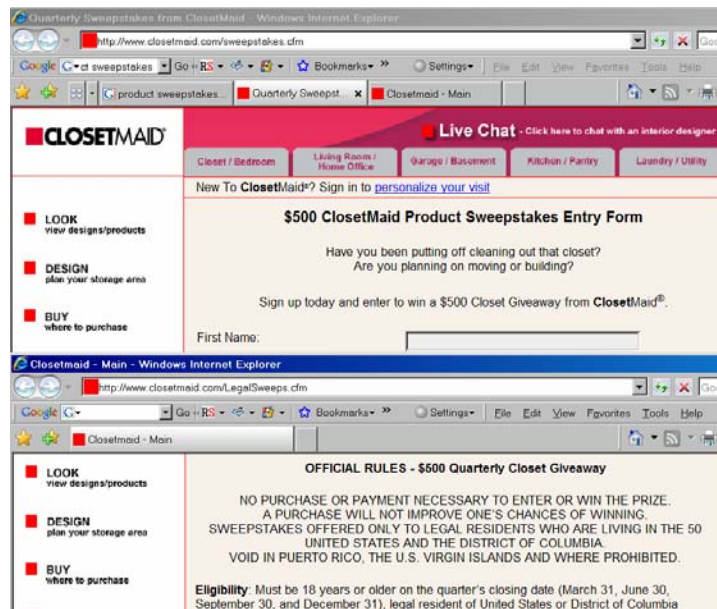 Quarterly Sweepstakes from ClosetMaid - Windows Internet Explorer
http://www.closetmaid.com/sweepstakes.cfm
Google G ct sweepstakes Go RS Bookmarks Settings File Edit View Favorites Tools Help
product sweepstakes... Quarterly Sweepst... x Closetmaid - Main
CLOSETMAID®
Live Chat - Click here to chat with an interior designer
Closet / Bedroom Living Room / Home Office Garage / Basement Kitchen / Pantry Laundry / Utility
New To ClosetMaid®? Sign in to personalize your visit
LOOK
view designs/products
DESIGN
plan your storage area
BUY
where to purchase
$500 ClosetMaid Product Sweepstakes Entry Form
Have you been putting off cleaning out that closet?
Are you planning on moving or building?
Sign up today and enter to win a $500 Closet Giveaway from ClosetMaid®.
First Name:
Closetmaid - Main - Windows Internet Explorer
http://www.closetmaid.com/LegalSweeps.cfm
Google G Go RS Bookmarks Settings File Edit View Favorites Tools Help
Closetmaid - Main
LOOK
view designs/products
DESIGN
plan your storage area
BUY
where to purchase
OFFICIAL RULES - $500 Quarterly Closet Giveaway
NO PURCHASE OR PAYMENT NECESSARY TO ENTER OR WIN THE PRIZE.
A PURCHASE WILL NOT IMPROVE ONE'S CHANCES OF WINNING.
SWEEPSTAKES OFFERED ONLY TO LEGAL RESIDENTS WHO ARE LIVING IN THE 50
UNITED STATES AND THE DISTRICT OF COLUMBIA.
VOID IN PUERTO RICO, THE U.S. VIRGIN ISLANDS AND WHERE PROHIBITED.
Eligibility: Must be 18 years or older on the quarter's closing date (March 31, June 30,
September 30, and December 31), legal resident of United States or District of Columbia